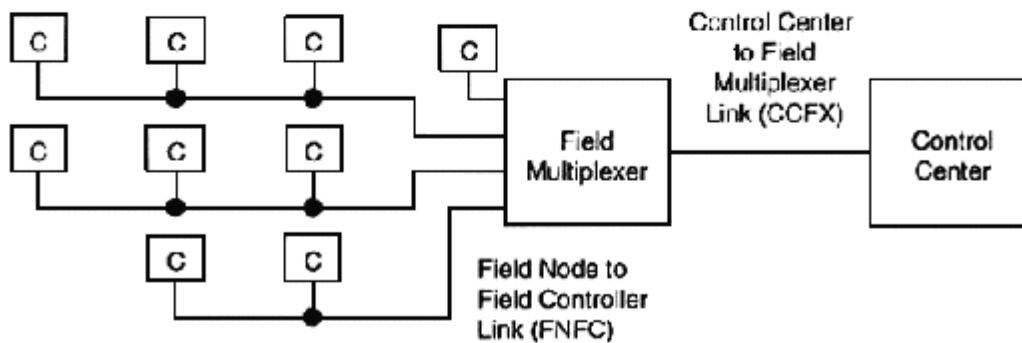 C C C C
Control Center
to Field
Multiplexer
Link (CCFX)
C C C
Field
Multiplexer
Control
Center
C C
Field Node to
Field Controller
Link (FNFC)